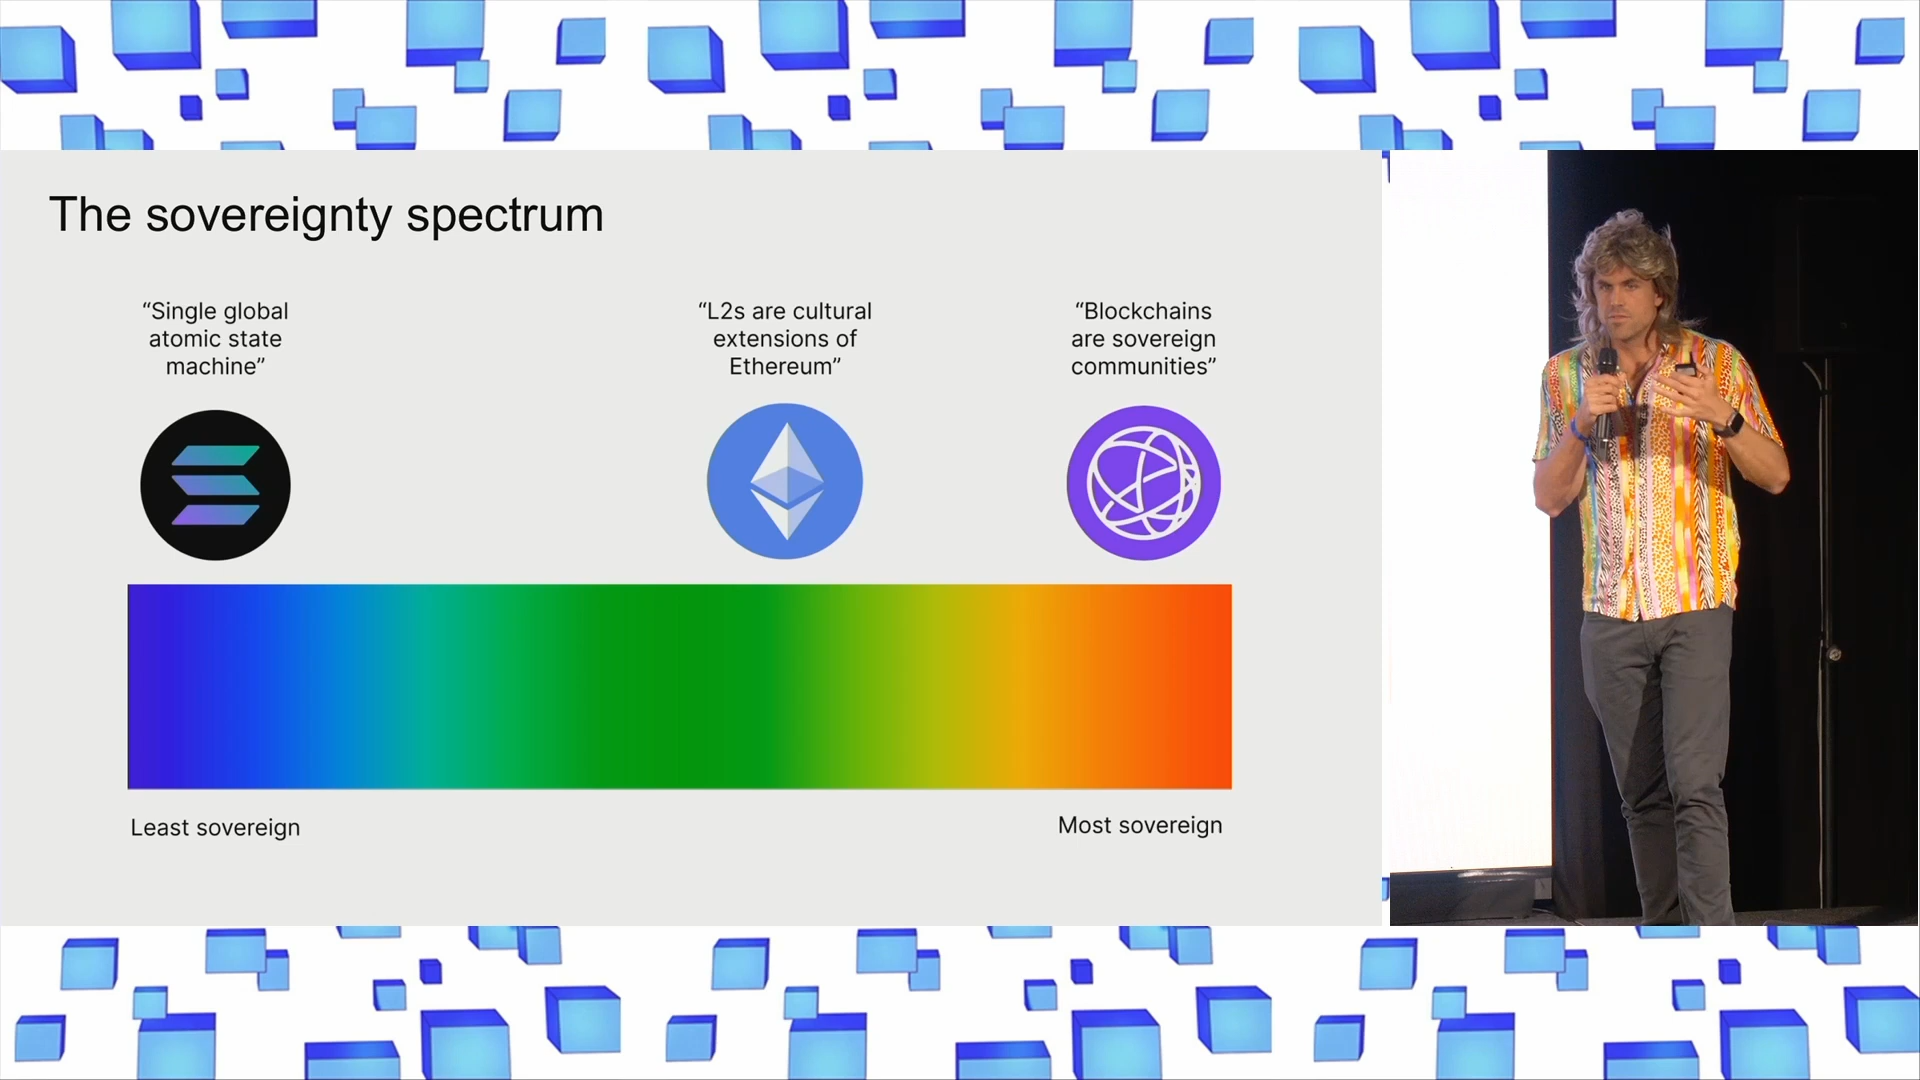 The sovereignty spectrum
“Single global
atomic state
machine”
“L2s are cultural
extensions of
Ethereum”
“Blockchains
are sovereign
communities”
Least sovereign
Most sovereign